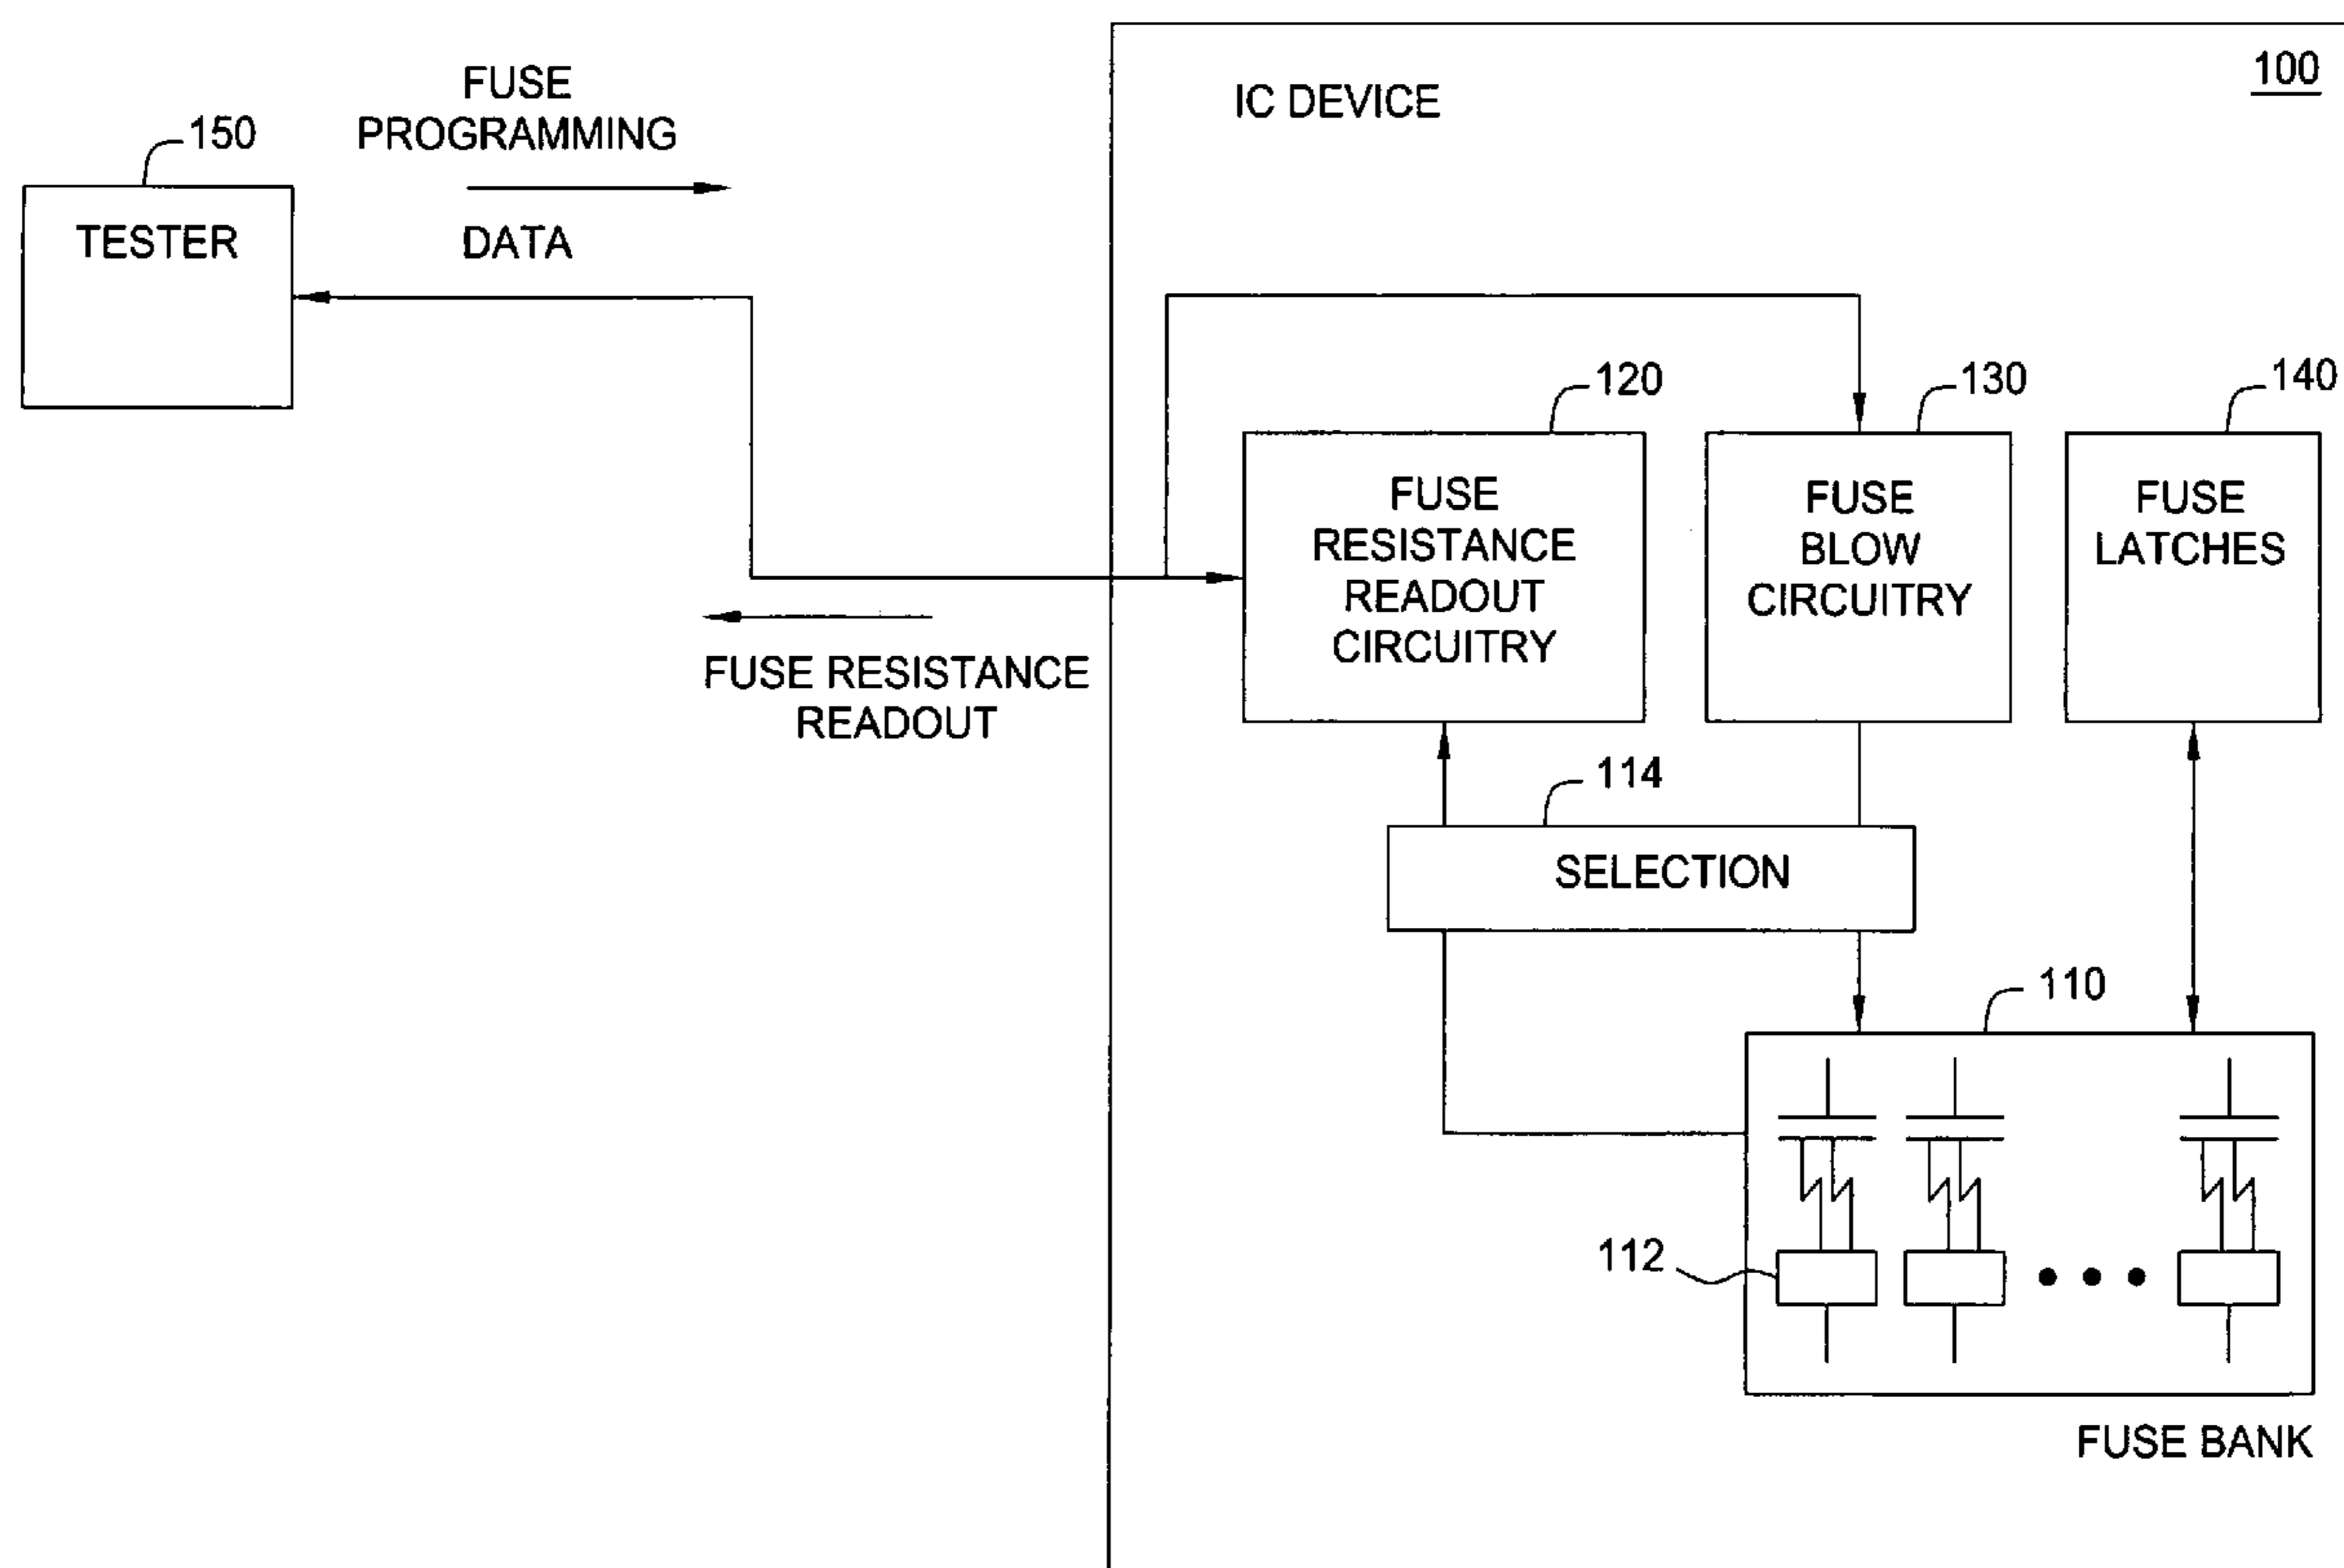 100
IC DEVICE
FUSE
PROGRAMMING
DATA
150
TESTER
120
130
140
FUSE
RESISTANCE
READOUT
CIRCUITRY
FUSE
BLOW
CIRCUITRY
FUSE
LATCHES
FUSE RESISTANCE
READOUT
114
SELECTION
110
112
FUSE BANK